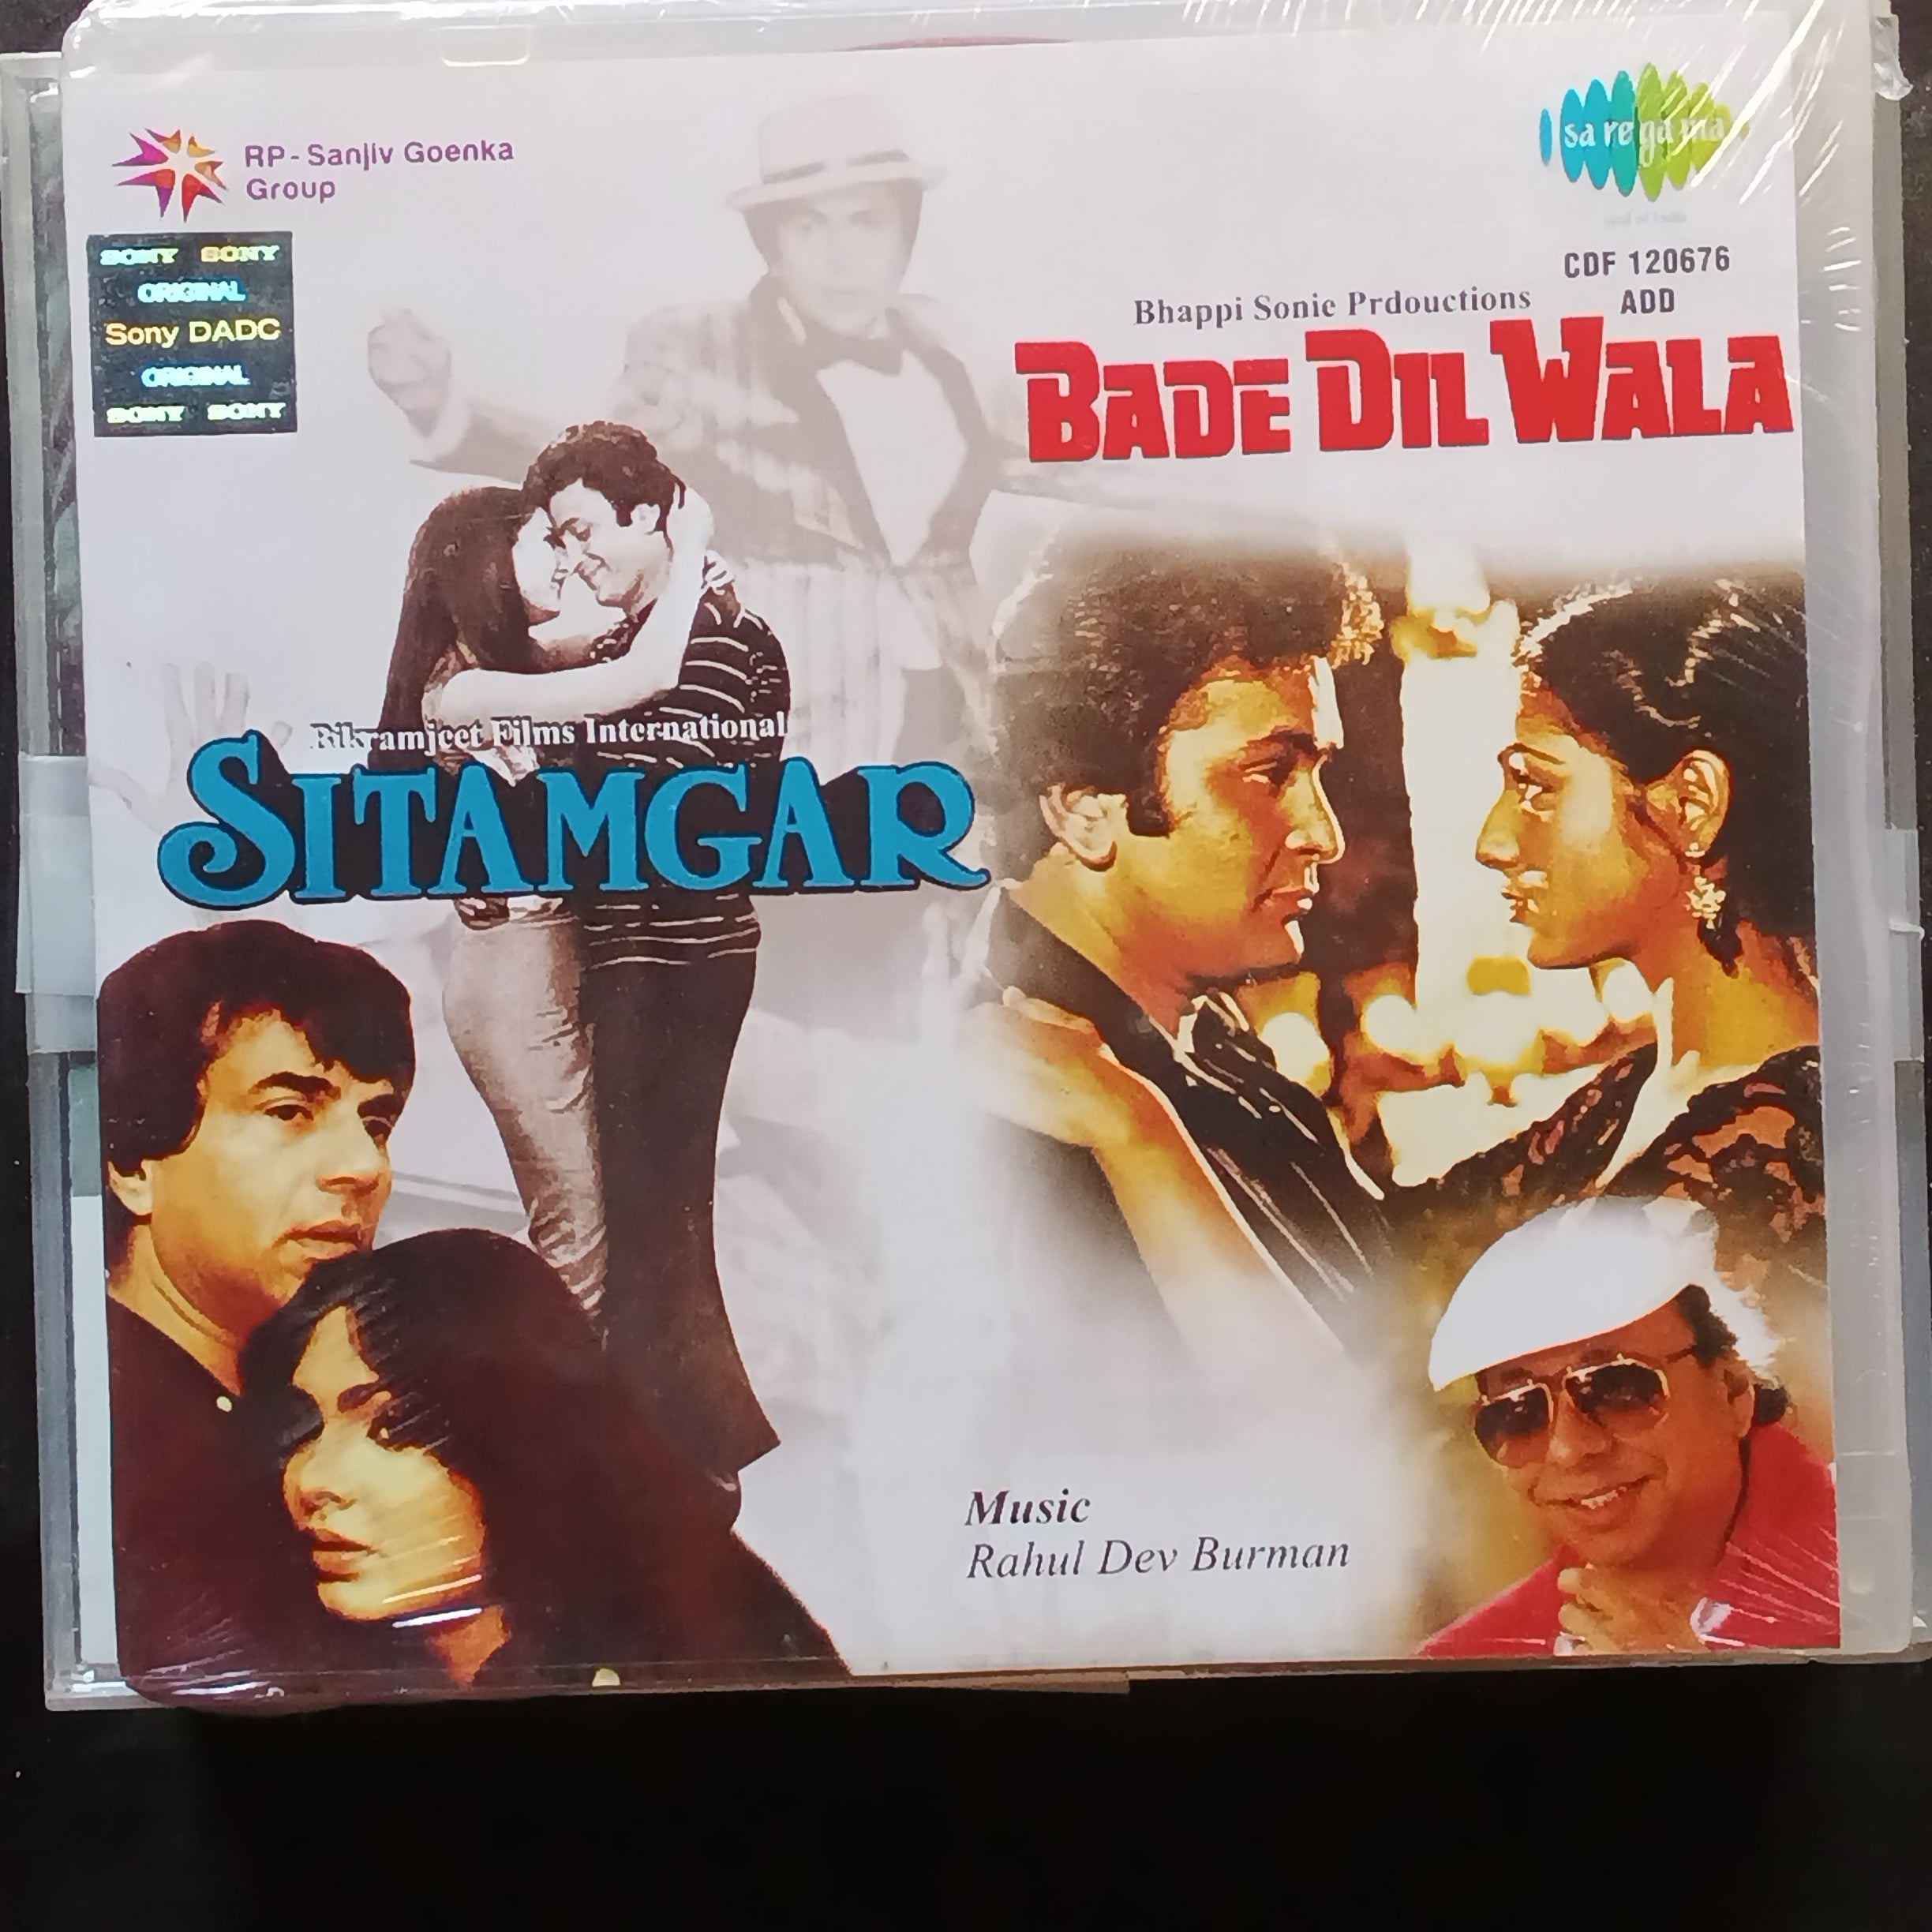 RP-Sanjiv Goenka
Group
SONY SONY
ORIGINAL
Sony DADC
ORIGINAL
SONY SONY
sa re ga ma
CDF 120676
ADD
Bhappi Sonie Prdouctions
BADE DIL WALA
Bikramjeet Films International
SITAMGAR
Music
Rahul Dev Burman